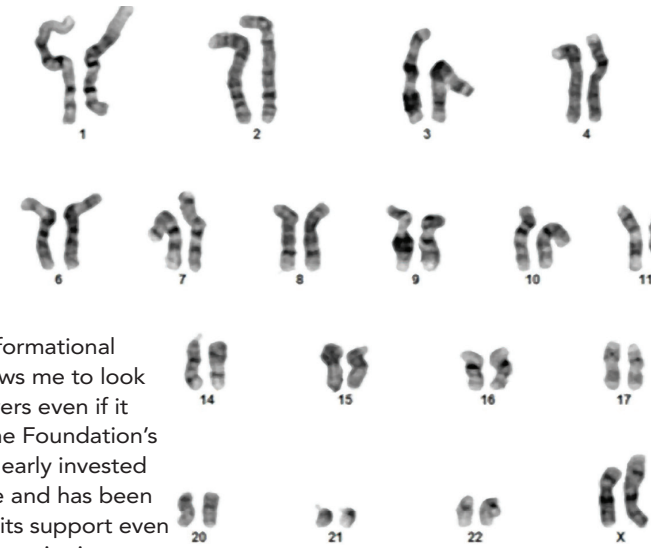 1 2 3 4
6 7 8 9 10 11
formational
ws me to look
14 15 16 17
ers even if it
ne Foundation's
early invested
e and has been
its support even
20 21 22 X